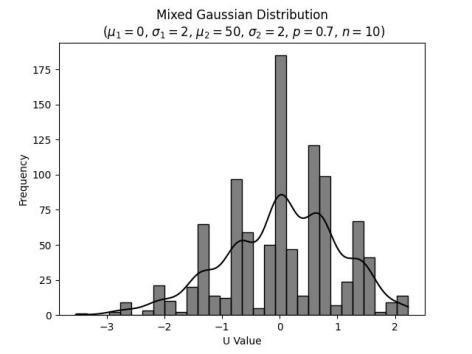 Mixed Gaussian Distribution
(μ₁ = 0, σ₁ = 2, μ₂ = 50, σ₂ = 2, p = 0.7, n = 10)
175
150
125
100
75
50
25
0
Frequency
−3 −2 −1 0 1 2
U Value